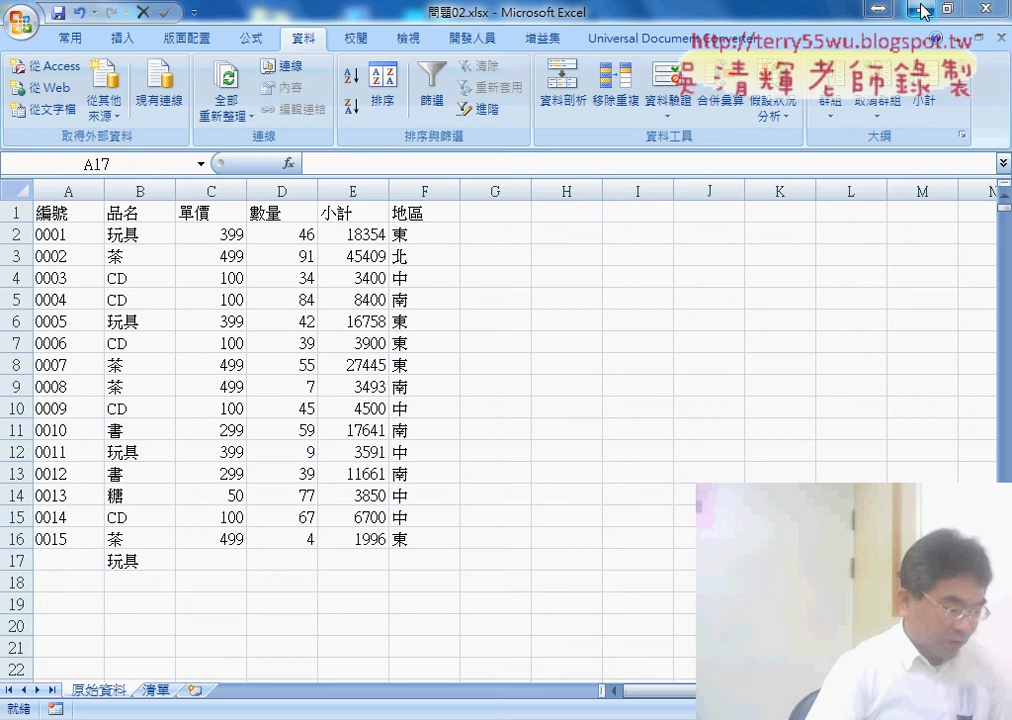 問題02.xlsx - Microsoft Excel
常用 插入 版面配置 公式 資料 校閱 檢視 開發人員 增益集 Universal Document Converter
http://terry55wu.blogspot.tw
吳清輝老師錄製
從 Access 從 Web 從文字檔 從其他來源 現有連線 全部重新整理 連線 內容 編輯連結 排序 篩選 清除 重新套用 進階 資料剖析 移除重複 資料驗證 合併彙算 假設狀況分析 群組 取消群組 小計
取得外部資料 連線 排序與篩選 資料工具 大綱
A17 fx
A B C D E F G H I J K L M N
1 編號 品名 單價 數量 小計 地區
2 0001 玩具 399 46 18354 東
3 0002 茶 499 91 45409 北
4 0003 CD 100 34 3400 中
5 0004 CD 100 84 8400 南
6 0005 玩具 399 42 16758 東
7 0006 CD 100 39 3900 東
8 0007 茶 499 55 27445 東
9 0008 茶 499 7 3493 南
10 0009 CD 100 45 4500 中
11 0010 書 299 59 17641 南
12 0011 玩具 399 9 3591 中
13 0012 書 299 39 11661 南
14 0013 糖 50 77 3850 中
15 0014 CD 100 67 6700 中
16 0015 茶 499 4 1996 東
17 玩具
18
19
20
21
22
原始資料 清單
就緒